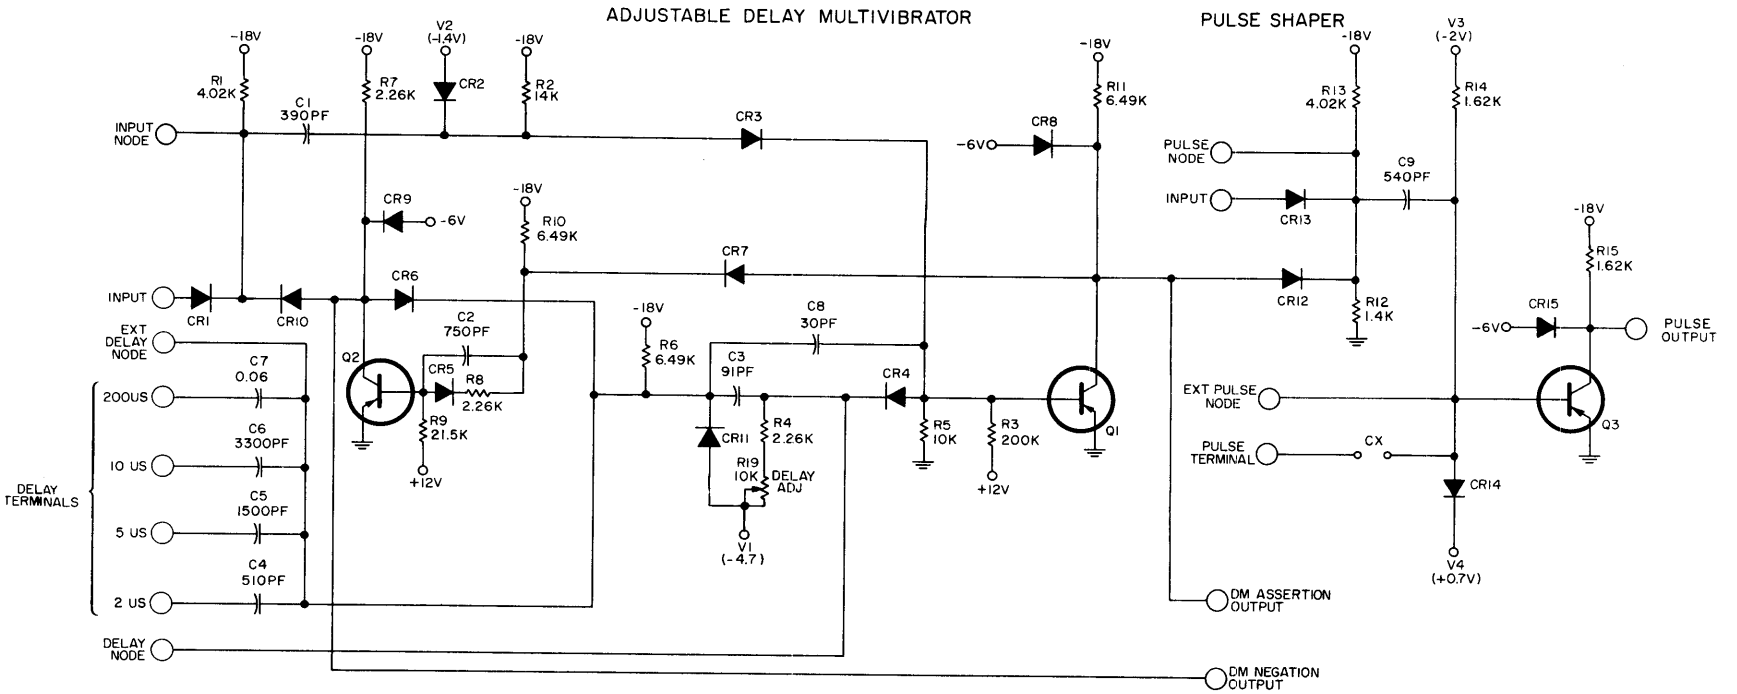 ADJUSTABLE DELAY MULTIVIBRATOR
PULSE SHAPER
-18V
R1
4.02K
-18V
R7
2.26K
V2
(-1.4V)
CR2
-18V
R2
14K
C1
390PF
INPUT
NODE
CR3
-18V
R11
6.49K
CR8
-6V
-18V
R13
4.02K
V3
(-2V)
R14
1.62K
PULSE
NODE
C9
540PF
INPUT
CR13
CR9
-6V
-18V
R10
6.49K
-18V
R15
1.62K
CR7
CR6
INPUT
CR1
CR10
CR12
R12
1.4K
CR15
-6V
PULSE
OUTPUT
EXT
DELAY
NODE
C2
750PF
Q2
CR5
R8
2.26K
R9
21.5K
+12V
-18V
R6
6.49K
C8
30PF
C3
91PF
CR4
C7
0.06
200US
C6
3300PF
10 US
C5
1500PF
5 US
C4
510PF
2 US
DELAY
TERMINALS
CR11
R4
2.26K
R19
10K
DELAY
ADJ
V1
(-4.7)
R5
10K
R3
200K
+12V
Q1
EXT PULSE
NODE
Q3
PULSE
TERMINAL
CX
CR14
V4
(+0.7V)
DM ASSERTION
OUTPUT
DELAY
NODE
DM NEGATION
OUTPUT